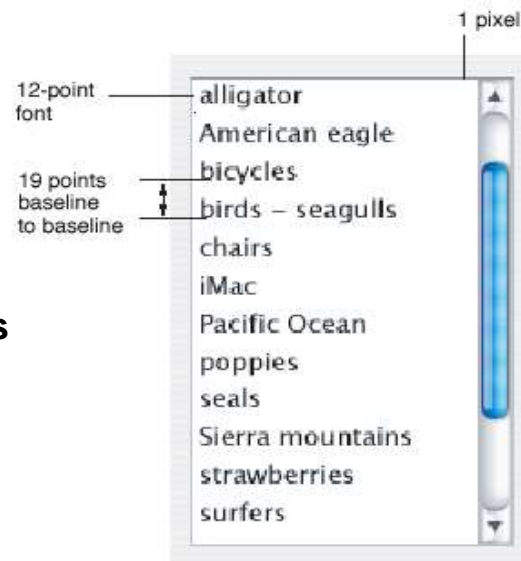 1 pixel
12-point
font
19 points
baseline
to baseline
s
alligator
American eagle
bicycles
birds – seagulls
chairs
iMac
Pacific Ocean
poppies
seals
Sierra mountains
strawberries
surfers